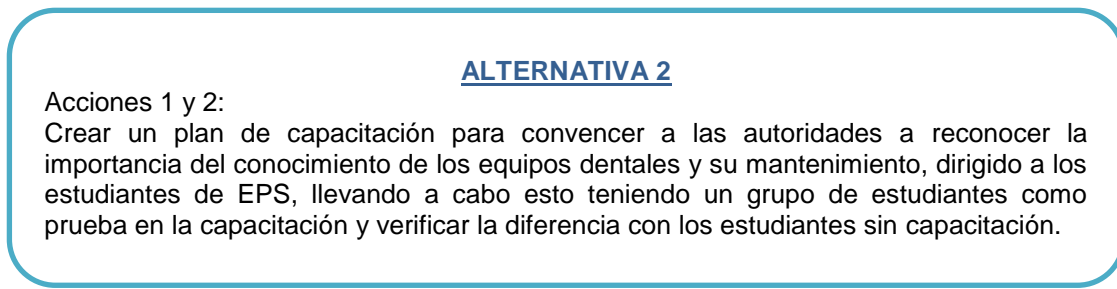 ALTERNATIVA 2
Acciones 1 y 2:
Crear un plan de capacitación para convencer a las autoridades a reconocer la
importancia del conocimiento de los equipos dentales y su mantenimiento, dirigido a los
estudiantes de EPS, llevando a cabo esto teniendo un grupo de estudiantes como
prueba en la capacitación y verificar la diferencia con los estudiantes sin capacitación.